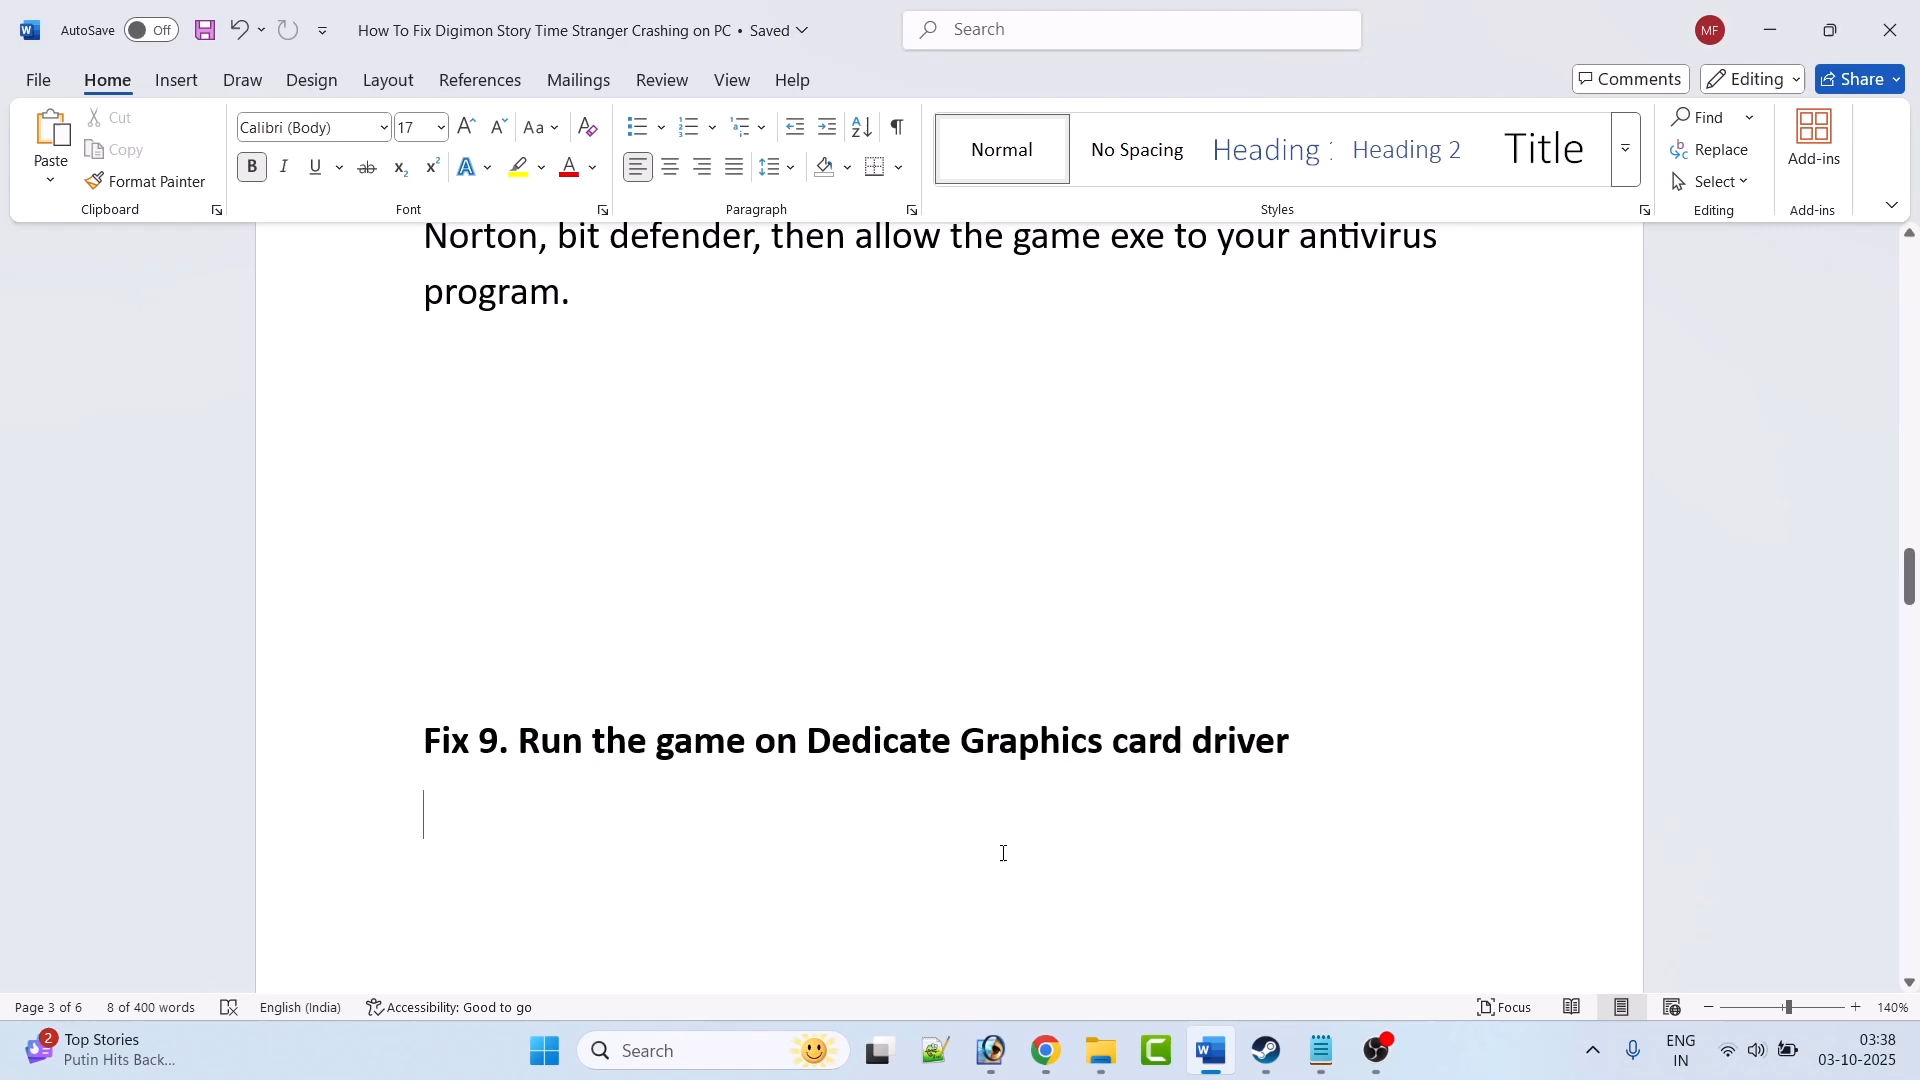 AutoSave Off How To Fix Digimon Story Time Stranger Crashing on PC • Saved Search MF
File Home Insert Draw Design Layout References Mailings Review View Help Comments Editing Share
Paste Cut Copy Format Painter Clipboard
Calibri (Body) 17 Font
Paragraph
Normal No Spacing Heading : Heading 2 Title Styles
Find Replace Select Editing
Add-ins Add-ins
Norton, bit defender, then allow the game exe to your antivirus
program.
Fix 9. Run the game on Dedicate Graphics card driver
Page 3 of 6 8 of 400 words English (India) Accessibility: Good to go Focus 140%
2 Top Stories
Putin Hits Back...
Search
ENG
IN
03:38
03-10-2025